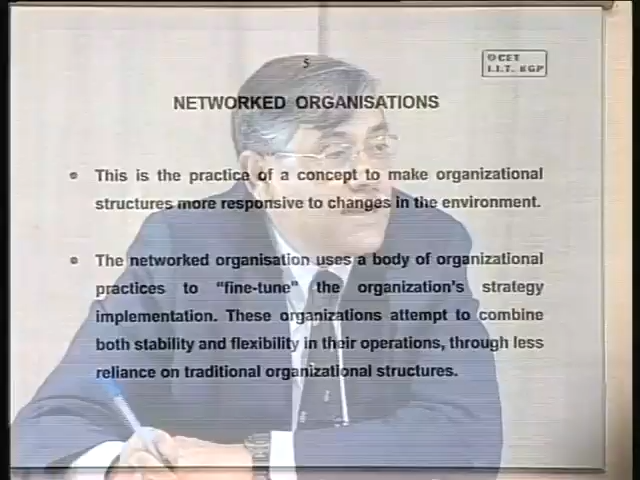 5
©CET
I.I.T. KGP
NETWORKED ORGANISATIONS
This is the practice of a concept to make organizational
structures more responsive to changes in the environment.
The networked organisation uses a body of organizational
practices to "fine-tune" the organization's strategy
implementation. These organizations attempt to combine
both stability and flexibility in their operations, through less
reliance on traditional organizational structures.